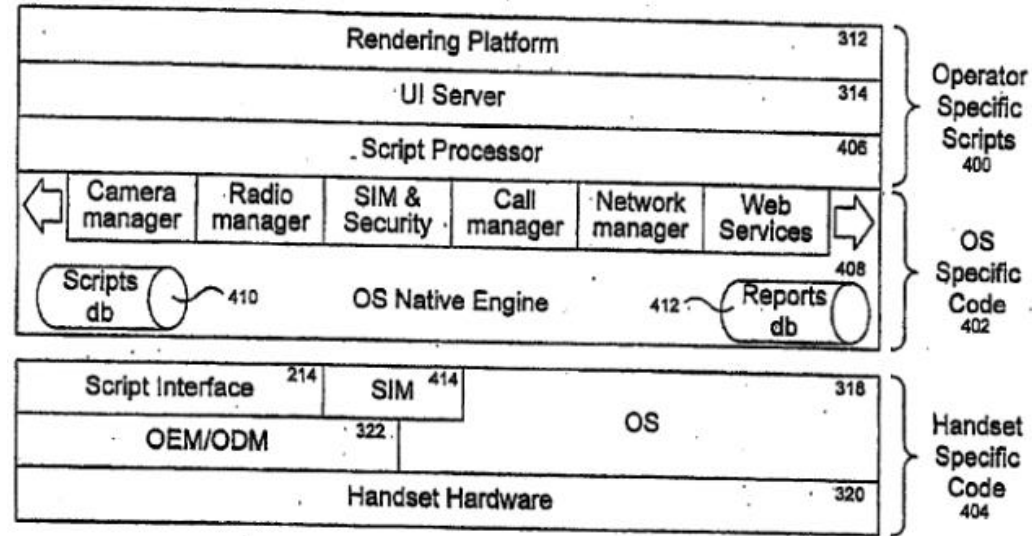 Rendering Platform 312
UI Server 314
Script Processor 406
Operator
Specific
Scripts
400
Camera
manager
Radio
manager
SIM &
Security
Call
manager
Network
manager
Web
Services
408
Scripts
db
410
OS Native Engine
412
Reports
db
OS
Specific
Code
402
Script Interface 214
SIM 414
OS 318
OEM/ODM 322
Handset Hardware 320
Handset
Specific
Code
404